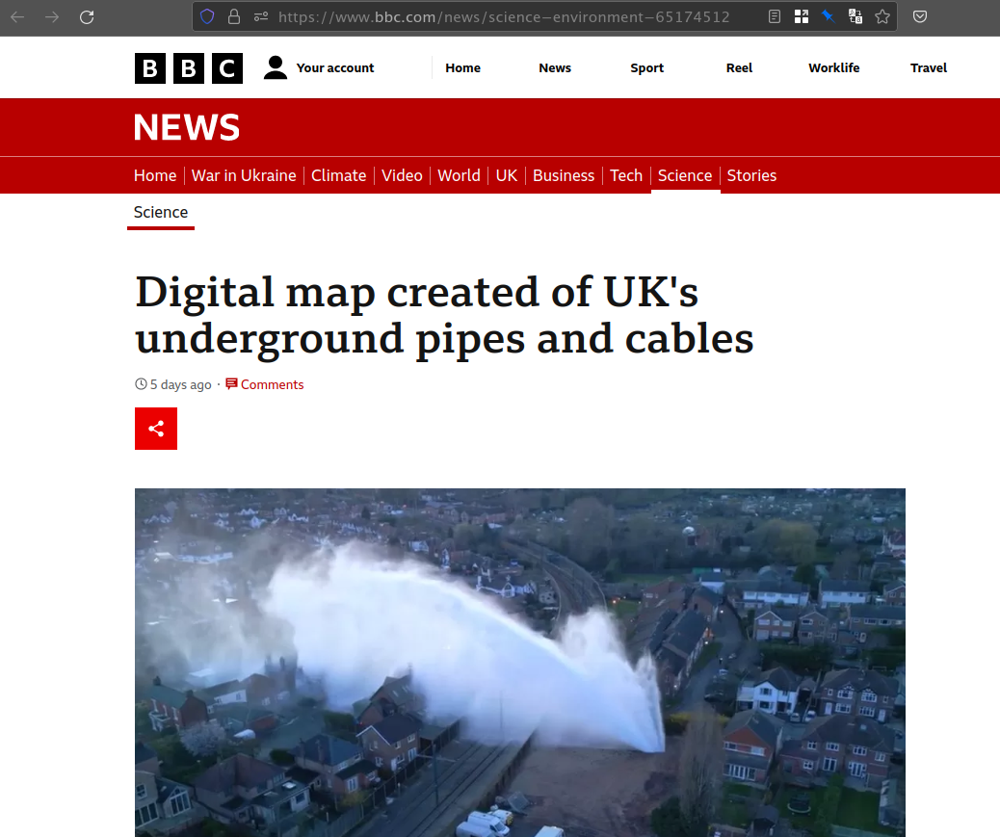 https://www.bbc.com/news/science-environment-65174512
BBC Your account Home News Sport Reel Worklife Travel
NEWS
Home War in Ukraine Climate Video World UK Business Tech Science Stories
Science
Digital map created of UK's
underground pipes and cables
5 days ago · Comments